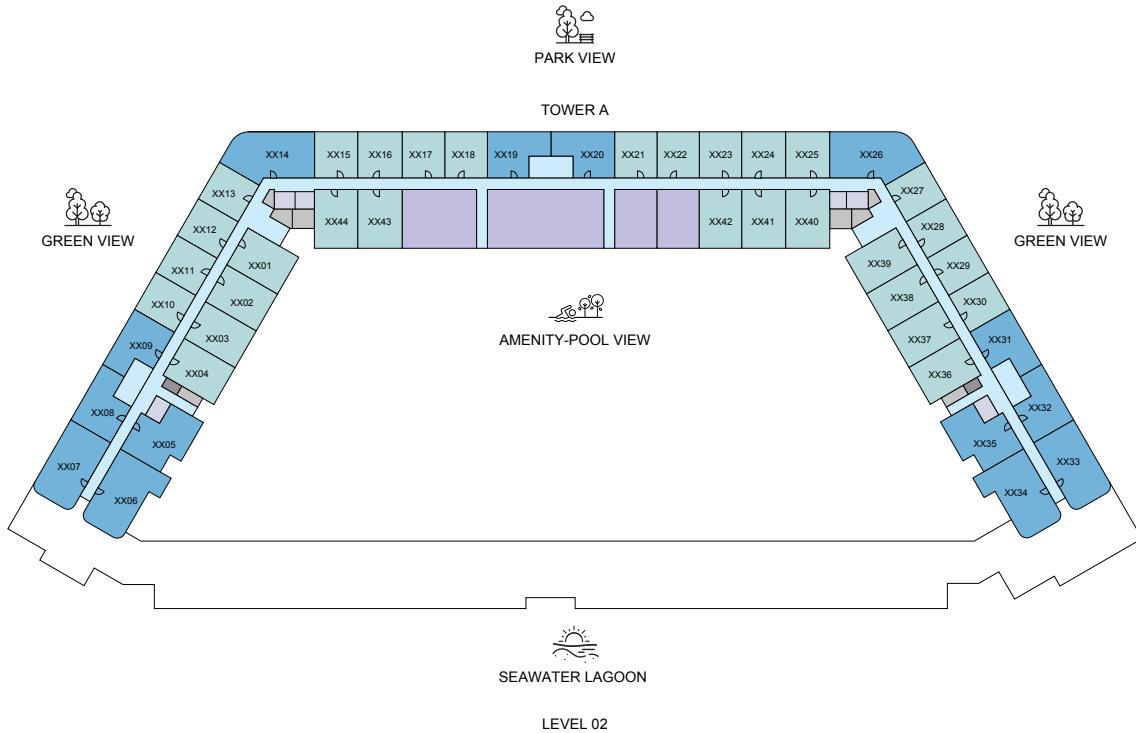 PARK VIEW
TOWER A
XX14
XX15
XX16
XX17
XX18
XX19
XX20
XX21
XX22
XX23
XX24
XX25
XX26
XX13
XX27
XX44
XX43
XX42
XX41
XX40
XX12
XX28
GREEN VIEW
GREEN VIEW
XX01
XX39
XX11
XX29
XX02
XX38
XX10
XX30
XX03
XX37
AMENITY-POOL VIEW
XX09
XX31
XX04
XX36
XX08
XX32
XX05
XX35
XX07
XX33
XX06
XX34
SEAWATER LAGOON
LEVEL 02